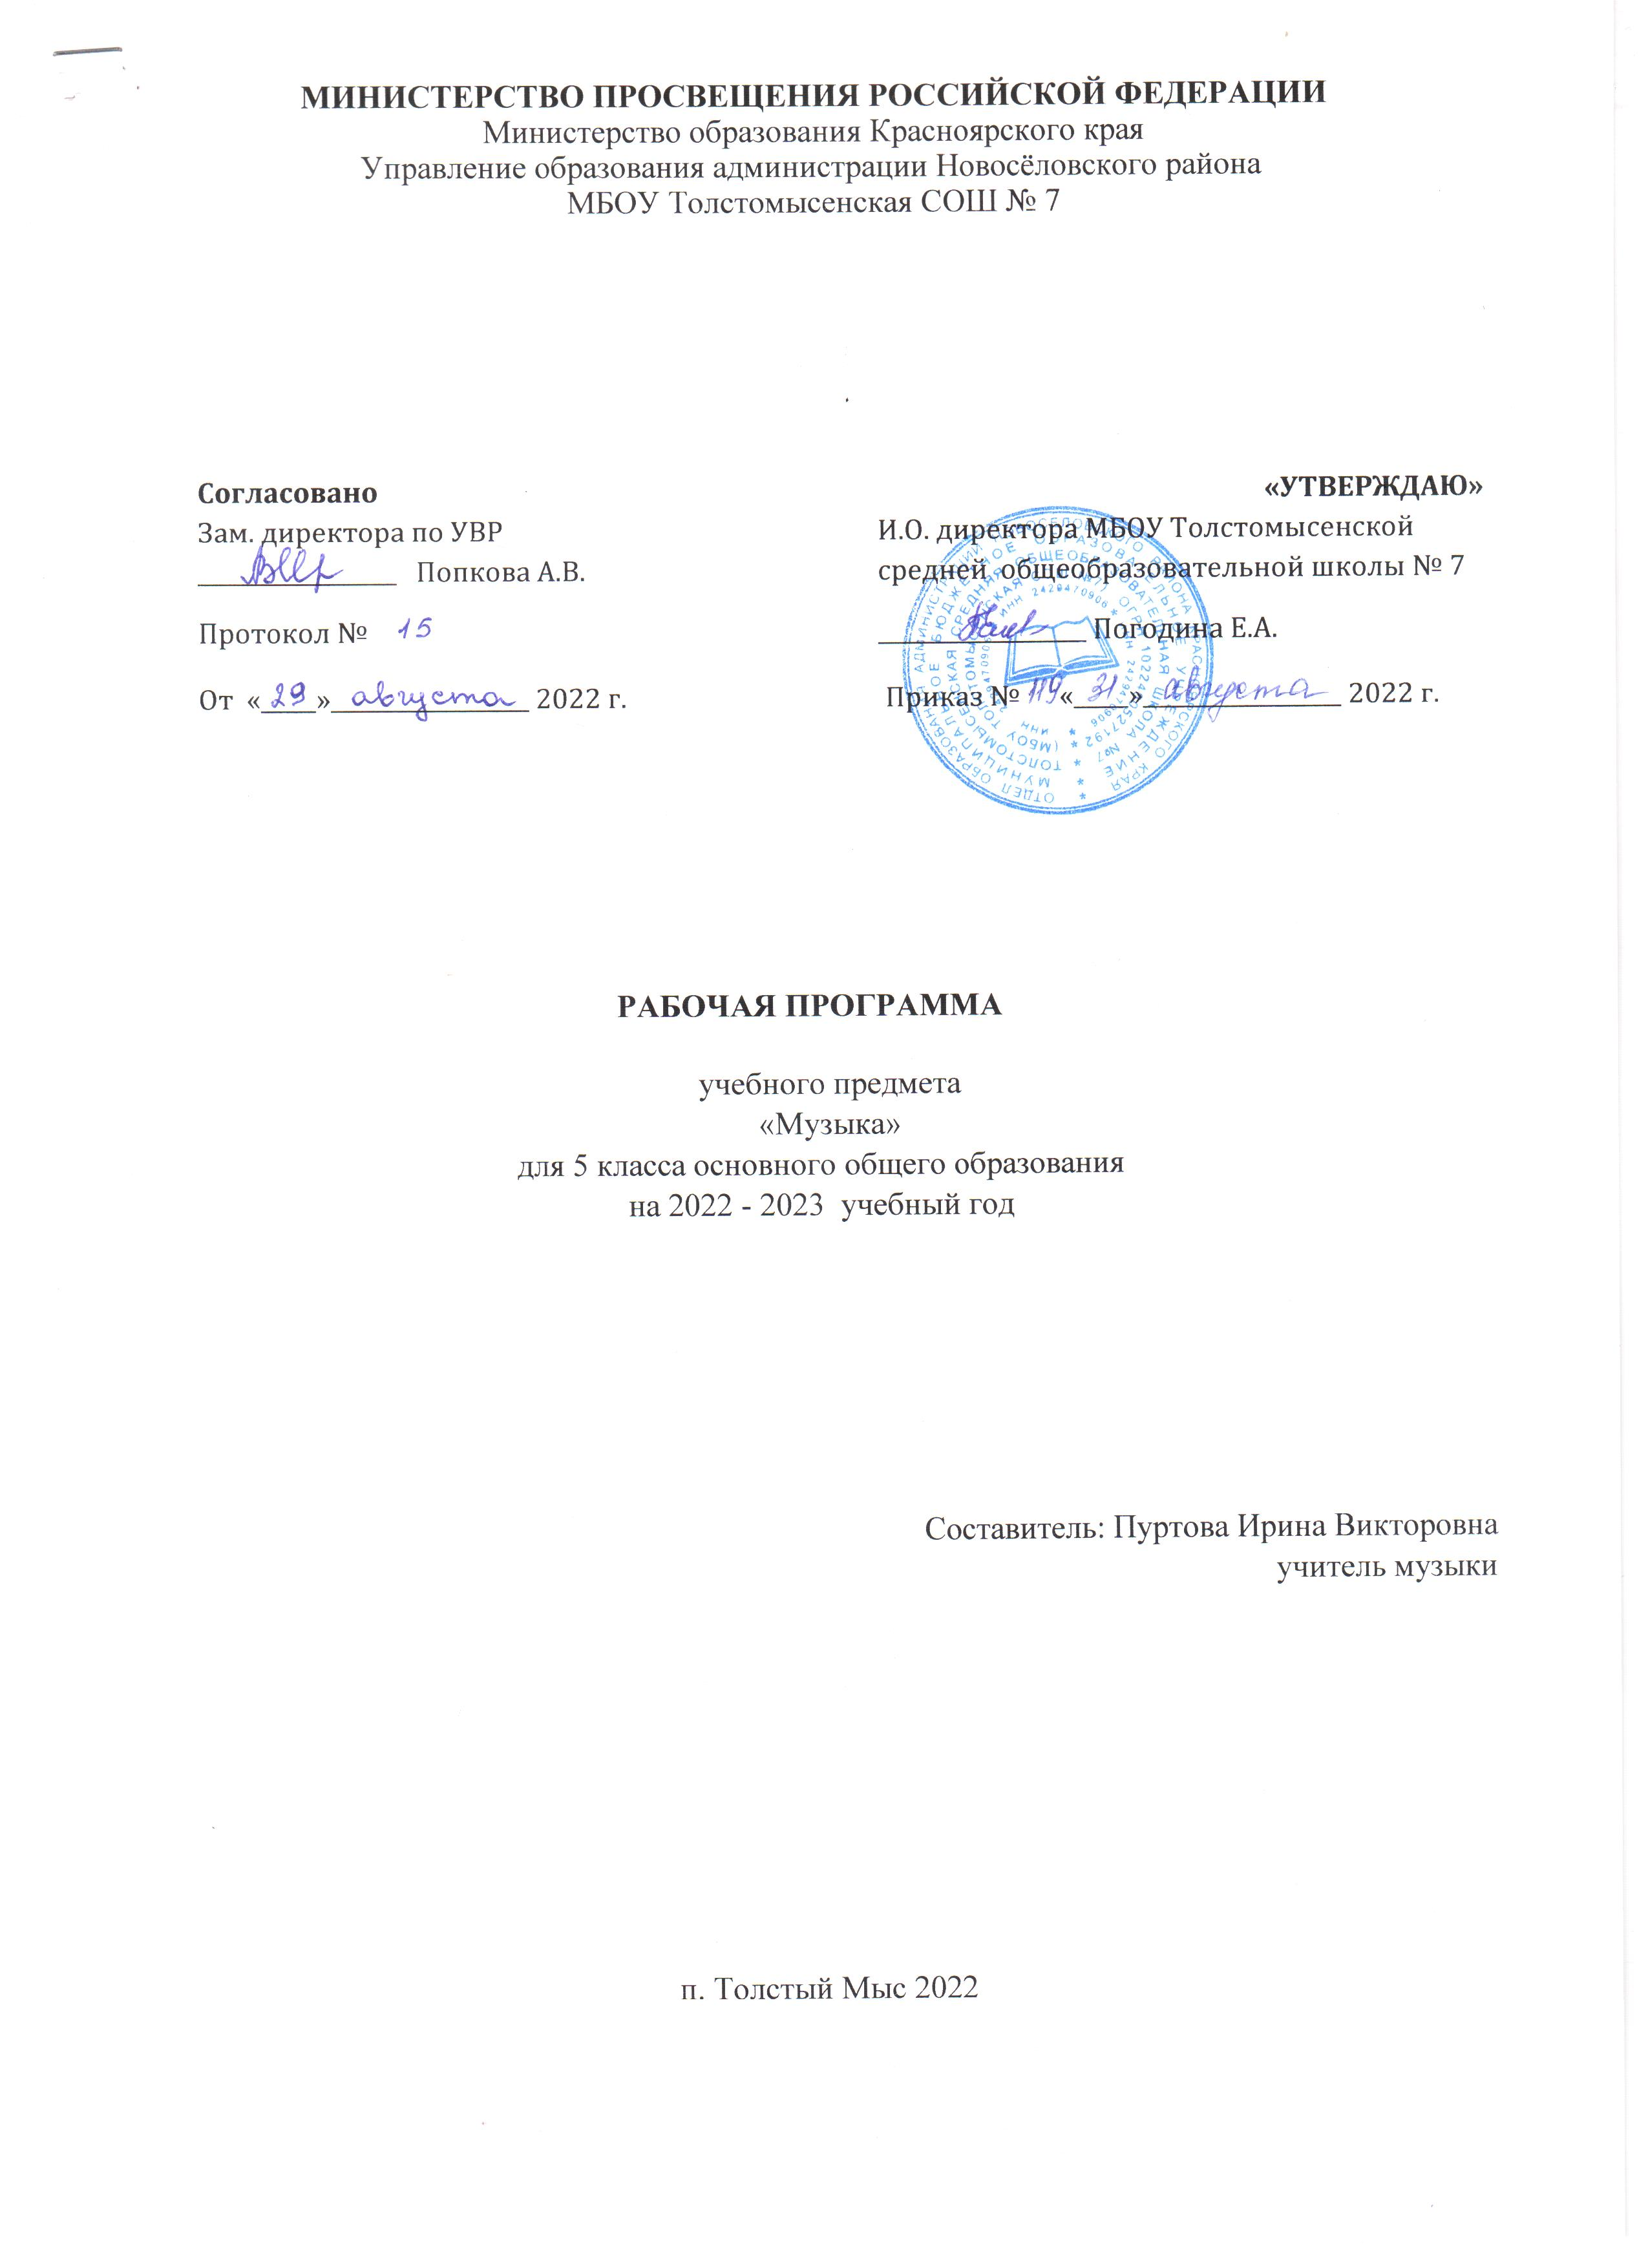 МИНИСТЕРСТВО ПРОСВЕЩЕНИЯ РОССИЙСКОЙ ФЕДЕРАЦИИ
Министерство образования Красноярского края
Управление образования администрации Новосёловского района
МБОУ Толстомысенская СОШ № 7
Согласовано
Зам. директора по УВР
______________ Попкова А.В.
Протокол № 15
От «29» августа 2022 г.
«УТВЕРЖДАЮ»
И.О. директора МБОУ Толстомысенской
средней общеобразовательной школы № 7
______________ Погодина Е.А.
Приказ № 119 «31» августа 2022 г.
РАБОЧАЯ ПРОГРАММА
учебного предмета
«Музыка»
для 5 класса основного общего образования
на 2022 - 2023 учебный год
Составитель: Пуртова Ирина Викторовна
учитель музыки
п. Толстый Мыс 2022